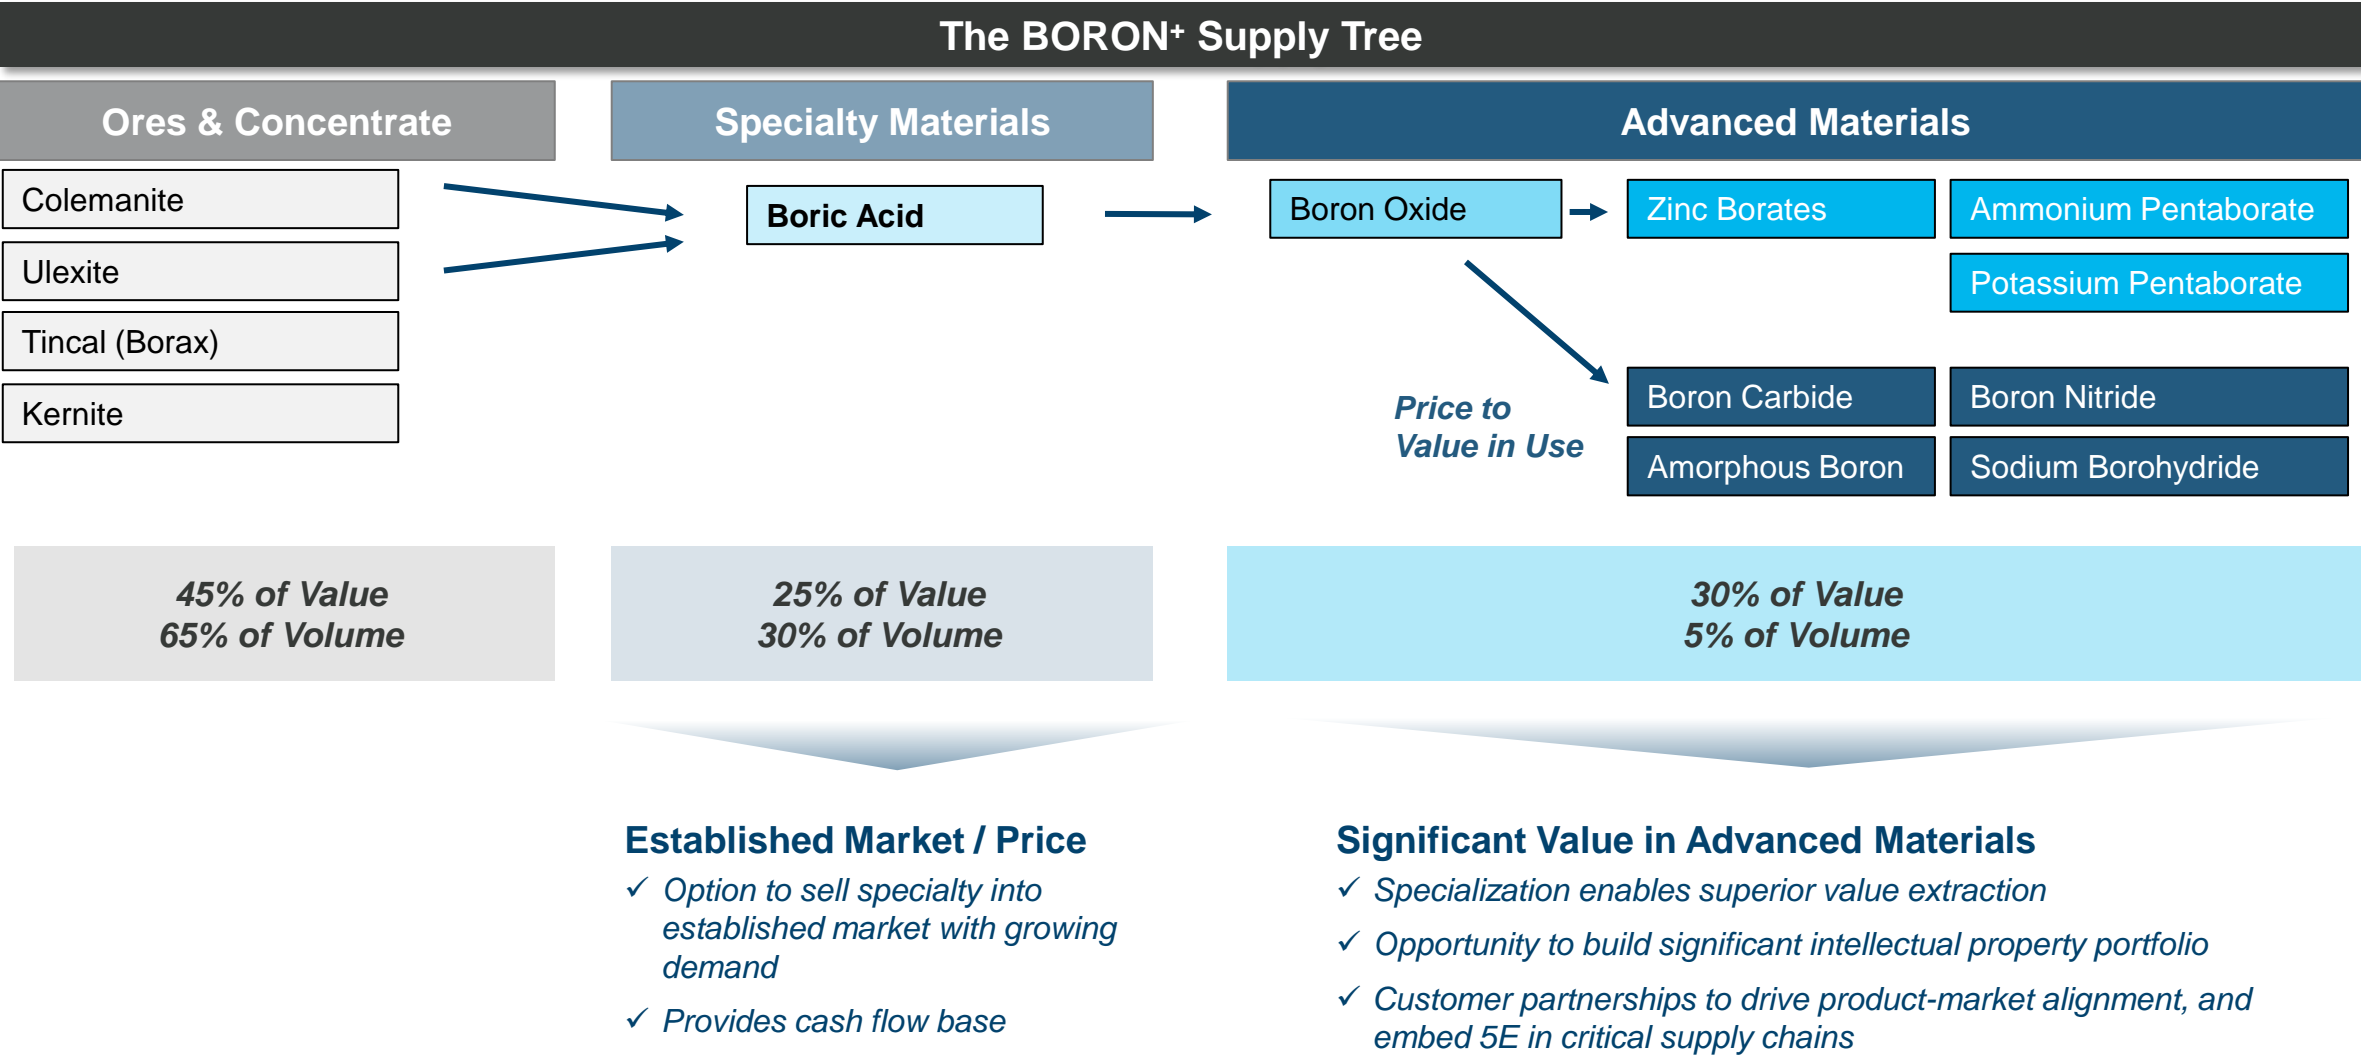 The BORON+ Supply Tree
Ores & Concentrate
Specialty Materials
Advanced Materials
Colemanite
Ulexite
Tincal (Borax)
Kernite
Boric Acid
Boron Oxide
Zinc Borates
Ammonium Pentaborate
Potassium Pentaborate
Price to
Value in Use
Boron Carbide
Boron Nitride
Amorphous Boron
Sodium Borohydride
45% of Value
65% of Volume
25% of Value
30% of Volume
30% of Value
5% of Volume
Established Market / Price
✓ Option to sell specialty into
established market with growing
demand
✓ Provides cash flow base
Significant Value in Advanced Materials
✓ Specialization enables superior value extraction
✓ Opportunity to build significant intellectual property portfolio
✓ Customer partnerships to drive product-market alignment, and
embed 5E in critical supply chains